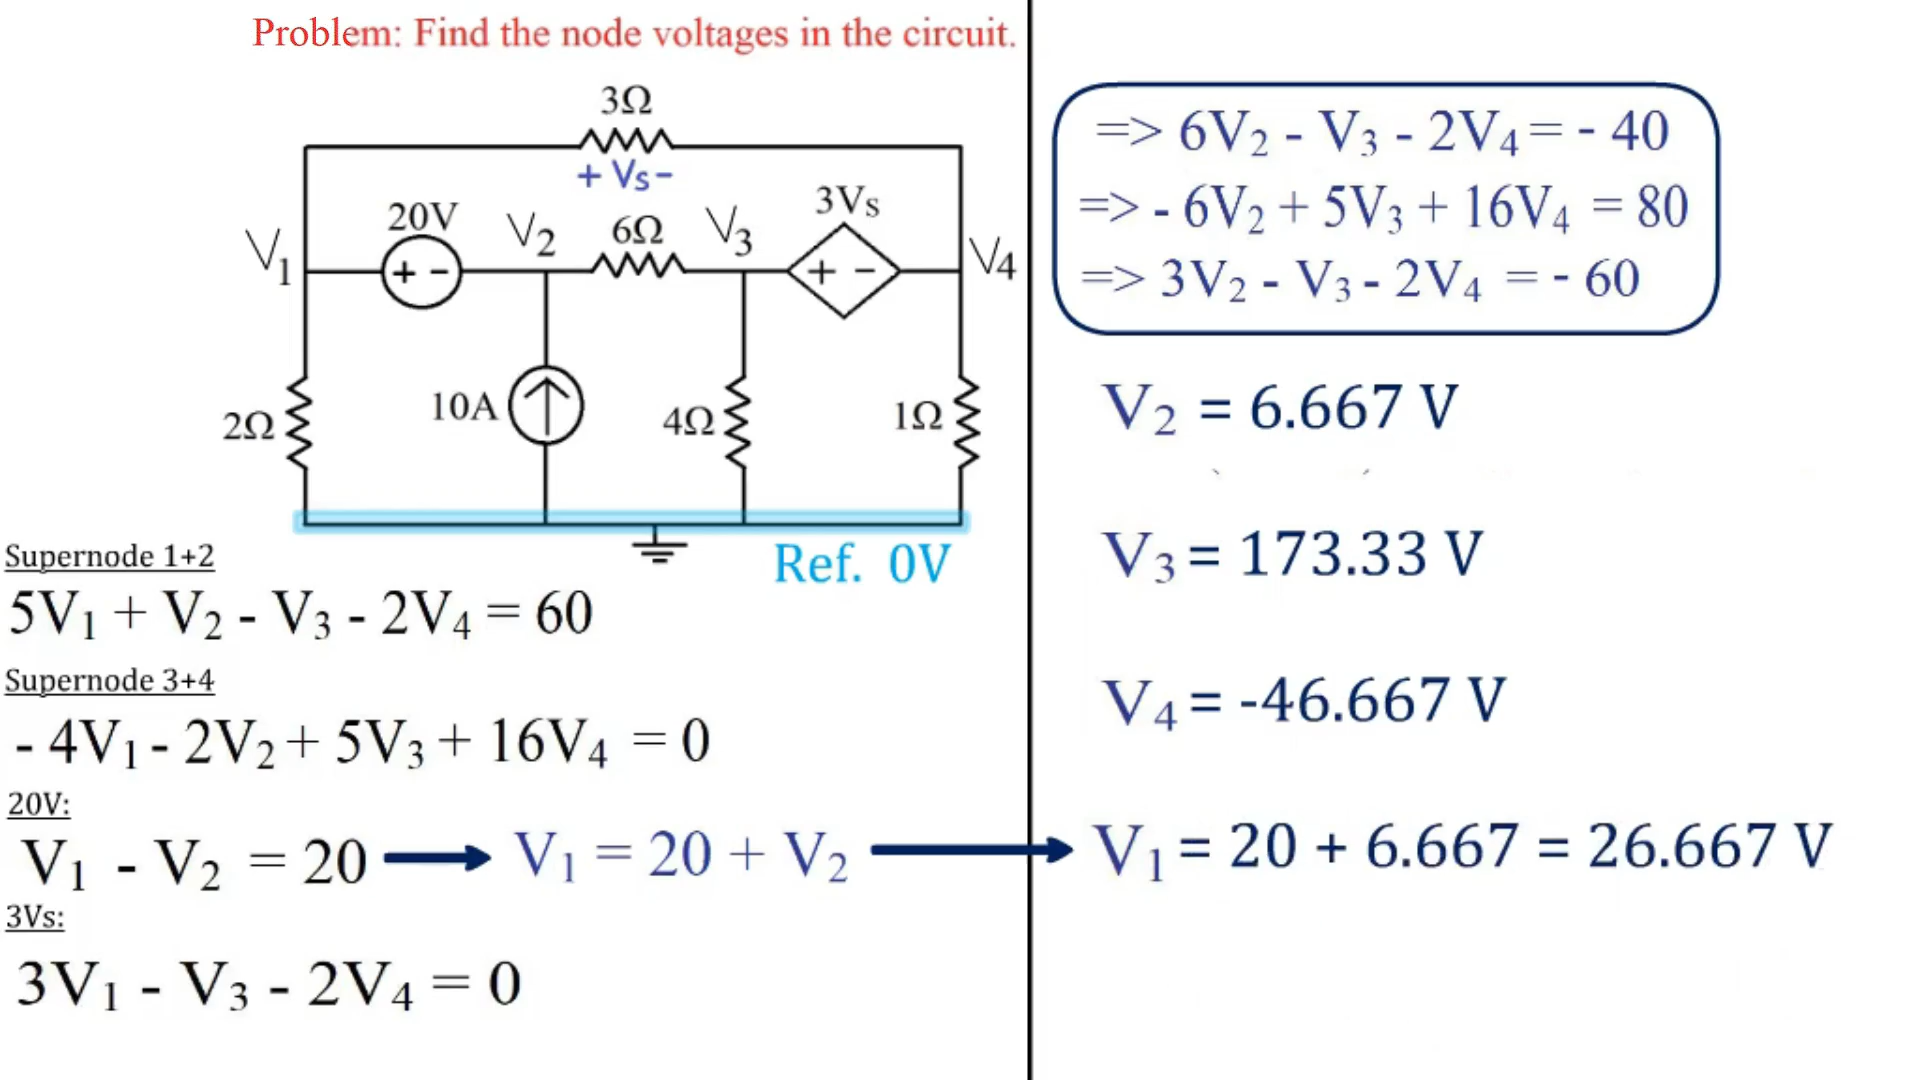 Problem: Find the node voltages in the circuit.
3Ω
+ Vs -
20V
V2
6Ω
V3
3Vs
V1
+ -
+ -
V4
2Ω
10A
4Ω
1Ω
Ref. 0V
Supernode 1+2
5V₁ + V₂ - V₃ - 2V₄ = 60
Supernode 3+4
- 4V₁ - 2V₂ + 5V₃ + 16V₄ = 0
20V:
V₁ - V₂ = 20
V₁ = 20 + V₂
3Vs:
3V₁ - V₃ - 2V₄ = 0
=> 6V₂ - V₃ - 2V₄ = - 40
=> - 6V₂ + 5V₃ + 16V₄ = 80
=> 3V₂ - V₃ - 2V₄ = - 60
V₂ = 6.667 V
V₃ = 173.33 V
V₄ = -46.667 V
V₁ = 20 + 6.667 = 26.667 V